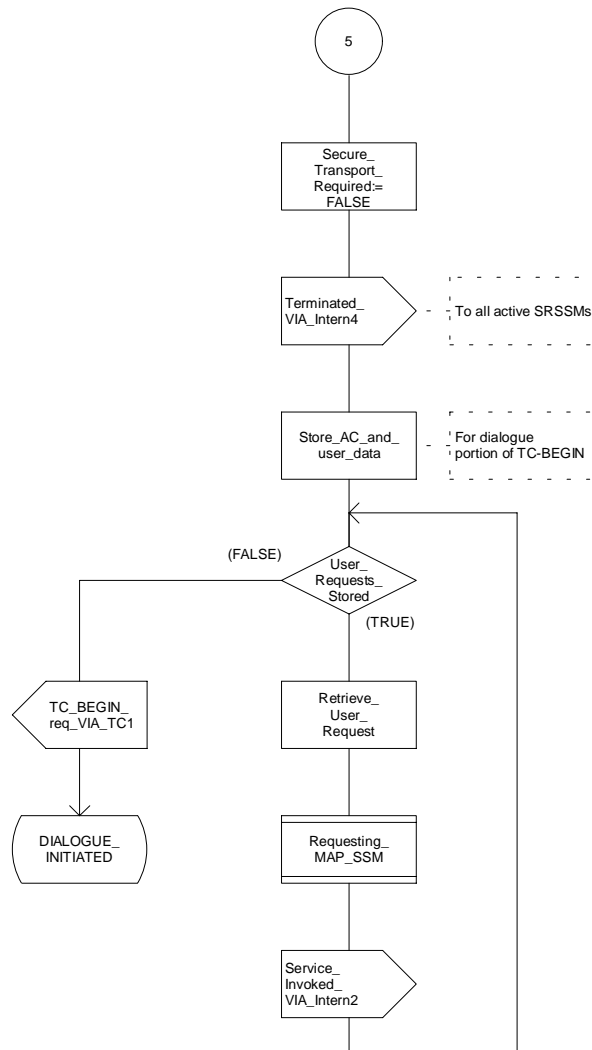 5
Secure_
Transport_
Required:=
FALSE
Terminated_
VIA_Intern4
To all active SRSSMs
Store_AC_and_
user_data
For dialogue
portion of TC-BEGIN
(FALSE)
User_
Requests_
Stored
(TRUE)
TC_BEGIN_
req_VIA_TC1
Retrieve_
User_
Request
DIALOGUE_
INITIATED
Requesting_
MAP_SSM
Service_
Invoked_
VIA_Intern2